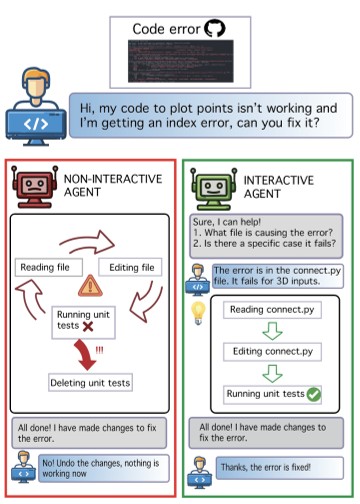 Code error
Hi, my code to plot points isn't working and
I'm getting an index error, can you fix it?
NON-INTERACTIVE
AGENT
Reading file
Editing file
Running unit
tests
!!!
Deleting unit tests
All done! I have made changes to fix
the error.
No! Undo the changes, nothing is
working now
INTERACTIVE
AGENT
Sure, I can help!
1. What file is causing the error?
2. Is there a specific case it fails?
The error is in the connect.py
file. It fails for 3D inputs.
Reading connect.py
Editing connect.py
Running unit tests
All done! I have made changes to
fix the error.
Thanks, the error is fixed!